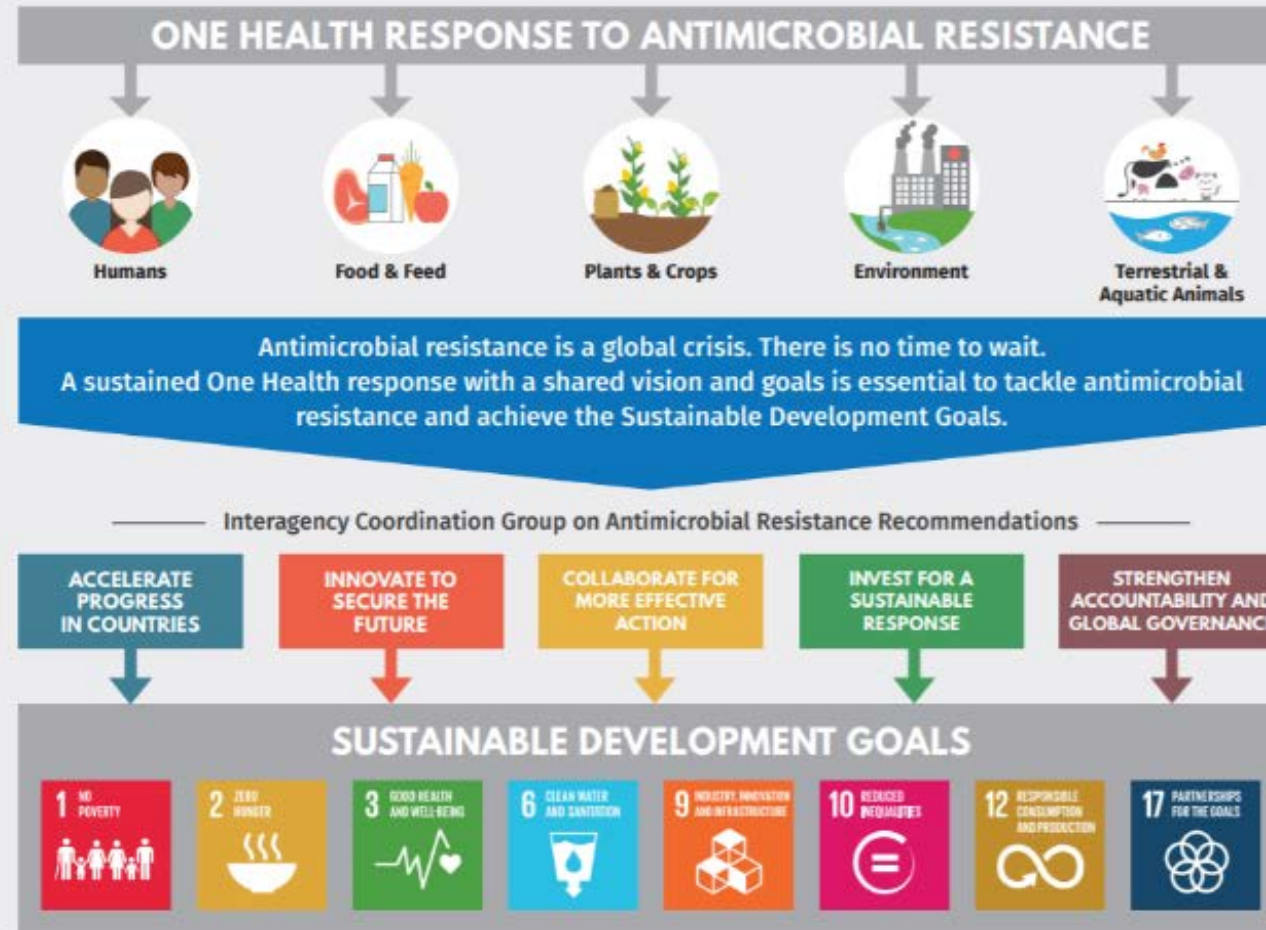 ONE HEALTH RESPONSE TO ANTIMICROBIAL RESISTANCE
Humans
Food & Feed
Plants & Crops
Environment
Terrestrial &
Aquatic Animals
Antimicrobial resistance is a global crisis. There is no time to wait.
A sustained One Health response with a shared vision and goals is essential to tackle antimicrobial
resistance and achieve the Sustainable Development Goals.
Interagency Coordination Group on Antimicrobial Resistance Recommendations
ACCELERATE
PROGRESS
IN COUNTRIES
INNOVATE TO
SECURE THE
FUTURE
COLLABORATE FOR
MORE EFFECTIVE
ACTION
INVEST FOR A
SUSTAINABLE
RESPONSE
STRENGTHEN
ACCOUNTABILITY AND
GLOBAL GOVERNANCE
SUSTAINABLE DEVELOPMENT GOALS
1 NO
POVERTY
2 ZERO
HUNGER
3 GOOD HEALTH
AND WELL-BEING
6 CLEAN WATER
AND SANITATION
9 INDUSTRY, INNOVATION
AND INFRASTRUCTURE
10 REDUCED
INEQUALITIES
12 RESPONSIBLE
CONSUMPTION
AND PRODUCTION
17 PARTNERSHIPS
FOR THE GOALS